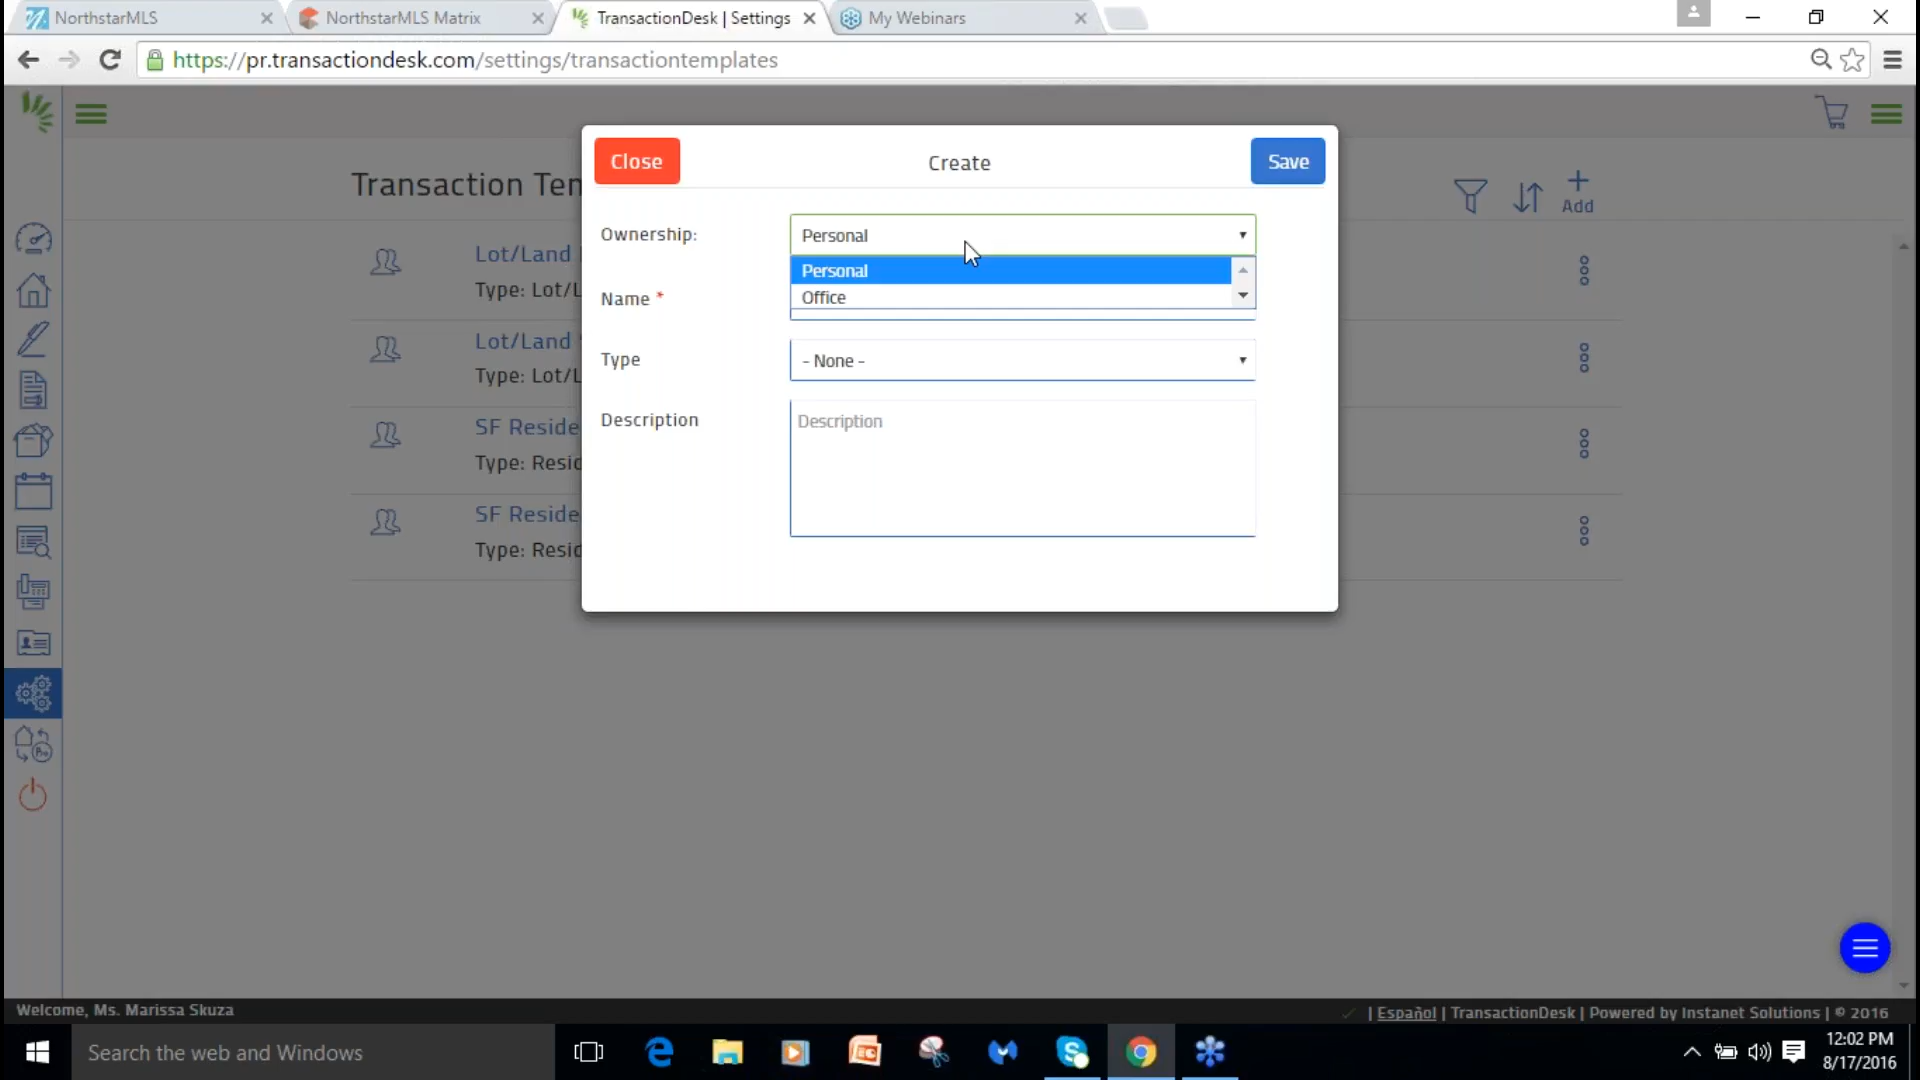 NorthstarMLS
NorthstarMLS Matrix
TransactionDesk | Settings
My Webinars
https://pr.transactiondesk.com/settings/transactiontemplates
Close
Create
Save
Transaction Ten
Add
Ownership:
Personal
Personal
Office
Name *
Type
- None -
Description
Description
Lot/Land
Type: Lot/L
Lot/Land
Type: Lot/L
SF Reside
Type: Resid
SF Reside
Type: Resid
Welcome, Ms. Marissa Skuza
| Español | TransactionDesk | Powered by Instanet Solutions | © 2016
Search the web and Windows
12:02 PM
8/17/2016